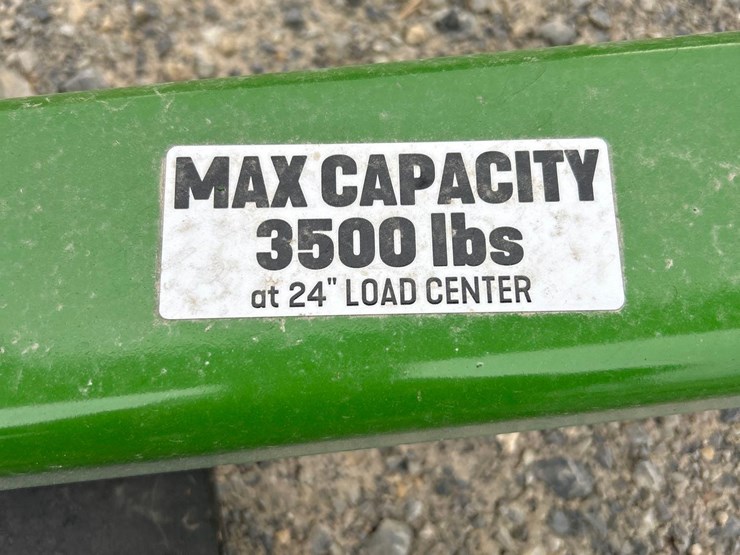 MAX CAPACITY
3500 lbs
at 24" LOAD CENTER